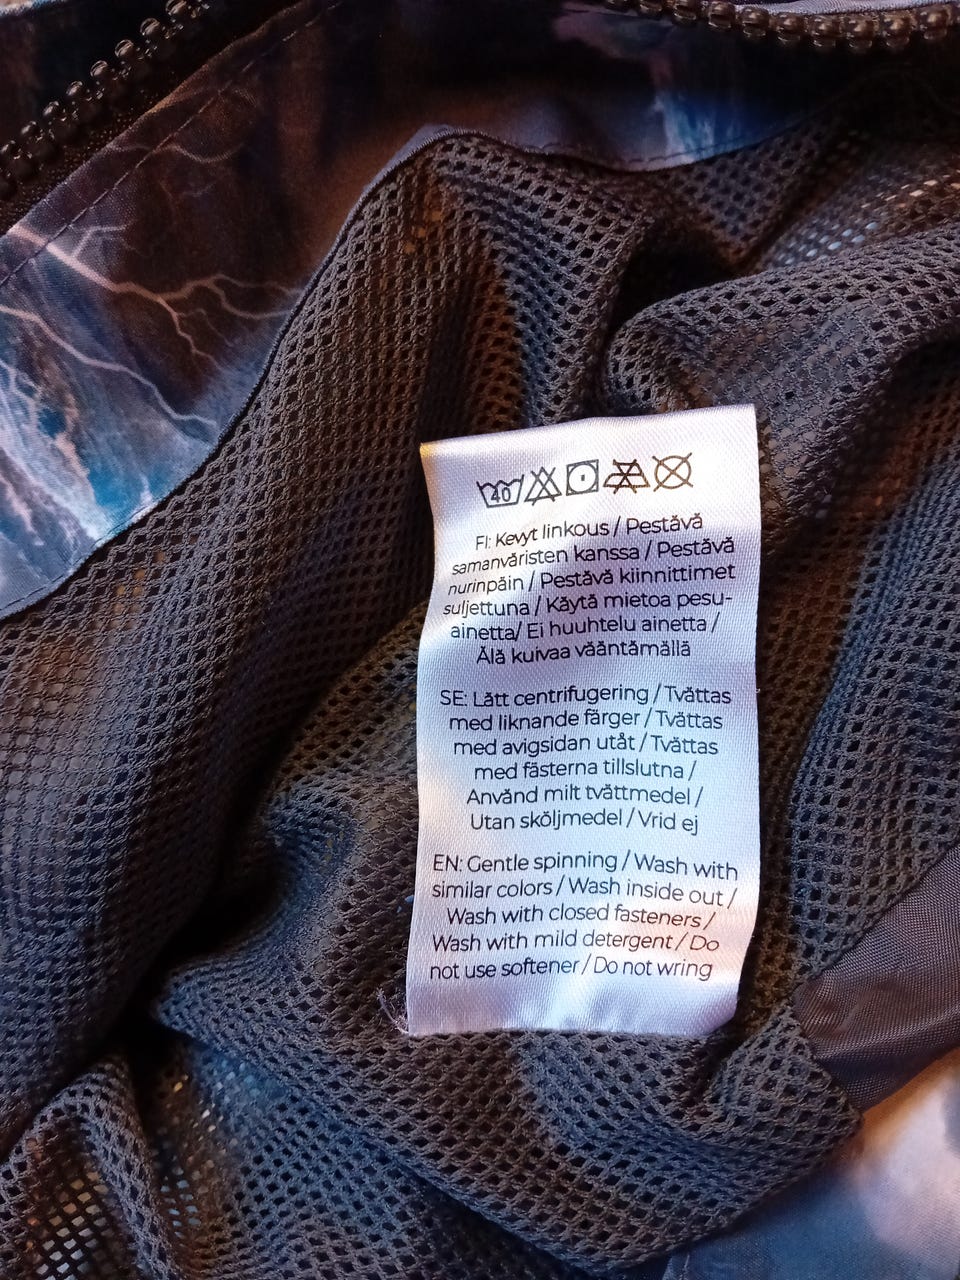 40
FI: Kevyt linkous / Pestävä
samanväristen kanssa / Pestävä
nurinpäin / Pestävä kiinnittimet
suljettuna / Käytä mietoa pesu-
ainetta/ Ei huuhtelu ainetta /
Älä kuivaa vääntämällä
SE: Lätt centrifugering / Tvättas
med liknande färger / Tvättas
med avigsidan utåt / Tvättas
med fästerna tillslutna /
Använd milt tvättmedel /
Utan sköljmedel / Vrid ej
EN: Gentle spinning / Wash with
similar colors / Wash inside out /
Wash with closed fasteners /
Wash with mild detergent / Do
not use softener / Do not wring